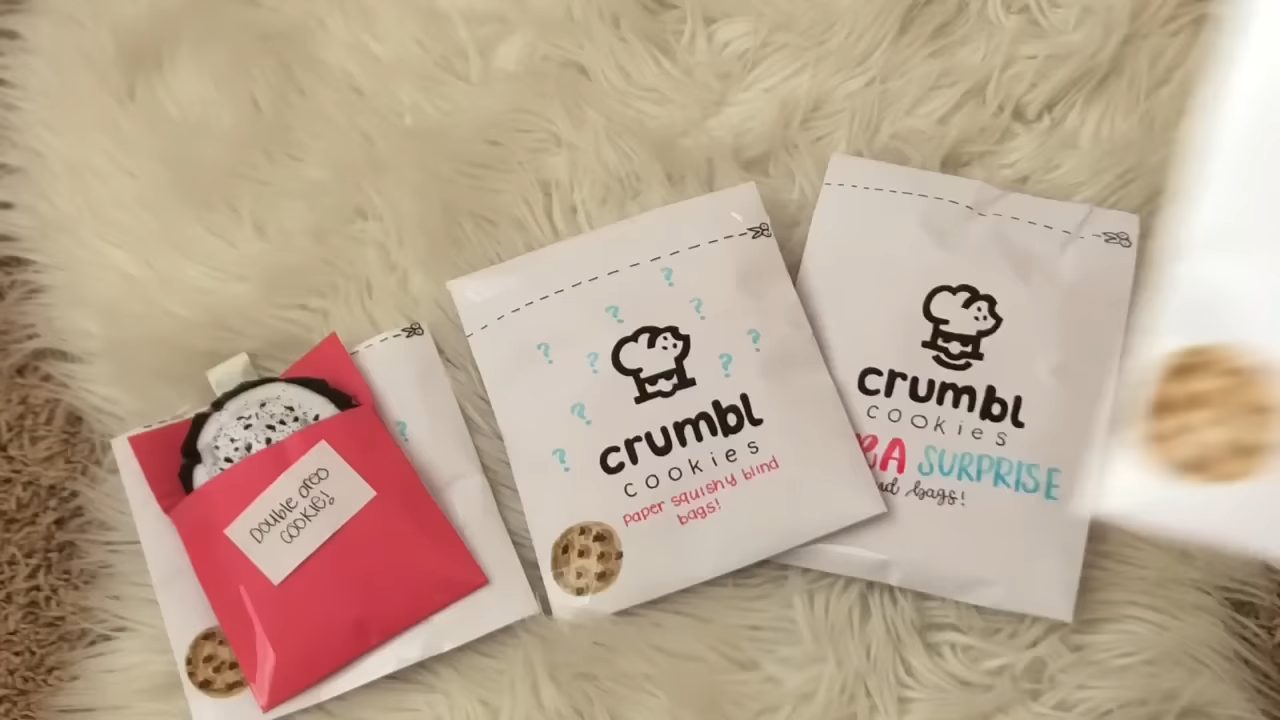 Double oreo
cookie!
?
? ? ? ? ? ? ? ? ?
crumbl
cookies
paper squishy blind
bags!
crumbl
cookies
SURPRISE
bags!